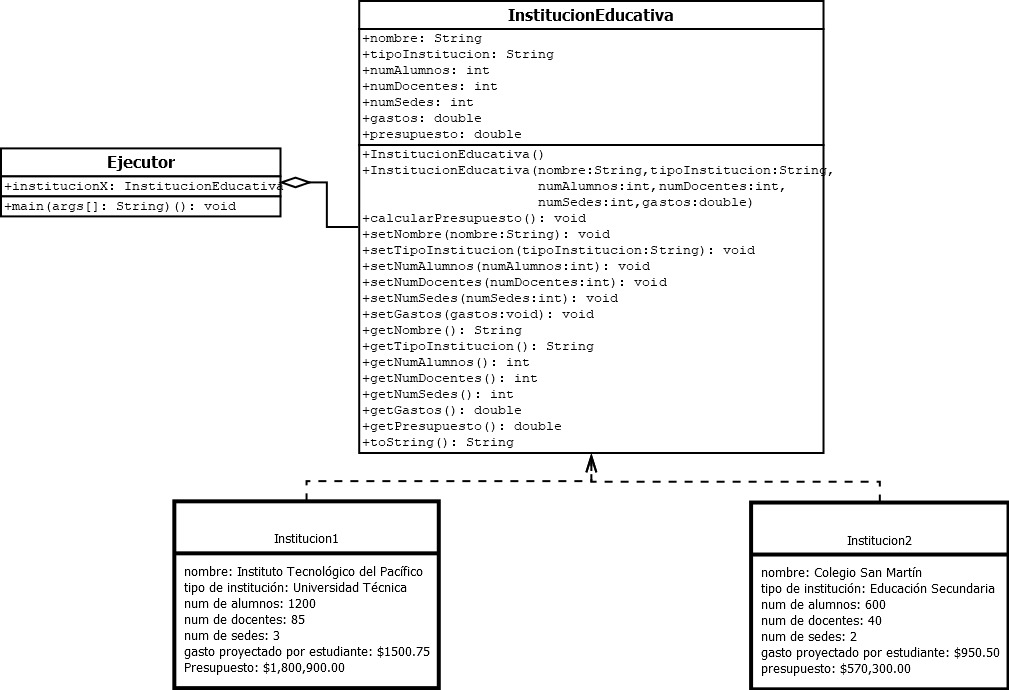 InstitucionEducativa
+nombre: String
+tipoInstitucion: String
+numAlumnos: int
+numDocentes: int
+numSedes: int
+gastos: double
+presupuesto: double
+InstitucionEducativa()
+InstitucionEducativa(nombre:String,tipoInstitucion:String,
numAlumnos:int,numDocentes:int,
numSedes:int,gastos:double)
+calcularPresupuesto(): void
+setNombre(nombre:String): void
+setTipoInstitucion(tipoInstitucion:String): void
+setNumAlumnos(numAlumnos:int): void
+setNumDocentes(numDocentes:int): void
+setNumSedes(numSedes:int): void
+setGastos(gastos:void): void
+getNombre(): String
+getTipoInstitucion(): String
+getNumAlumnos(): int
+getNumDocentes(): int
+getNumSedes(): int
+getGastos(): double
+getPresupuesto(): double
+toString(): String
Ejecutor
+institucionX: InstitucionEducativa
+main(args[]: String)(): void
Institucion1
nombre: Instituto Tecnológico del Pacífico
tipo de institución: Universidad Técnica
num de alumnos: 1200
num de docentes: 85
num de sedes: 3
gasto proyectado por estudiante: $1500.75
Presupuesto: $1,800,900.00
Institucion2
nombre: Colegio San Martín
tipo de institución: Educación Secundaria
num de alumnos: 600
num de docentes: 40
num de sedes: 2
gasto proyectado por estudiante: $950.50
presupuesto: $570,300.00